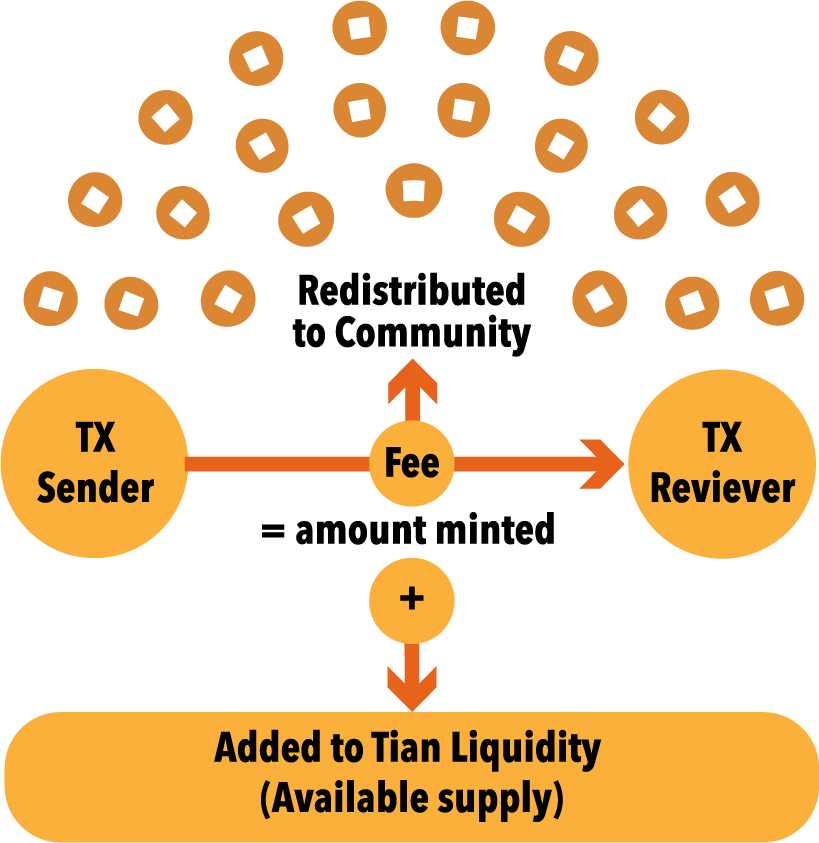 Redistributed
to Community
TX
Sender
Fee
TX
Reviever
= amount minted
+
Added to Tian Liquidity
(Available supply)